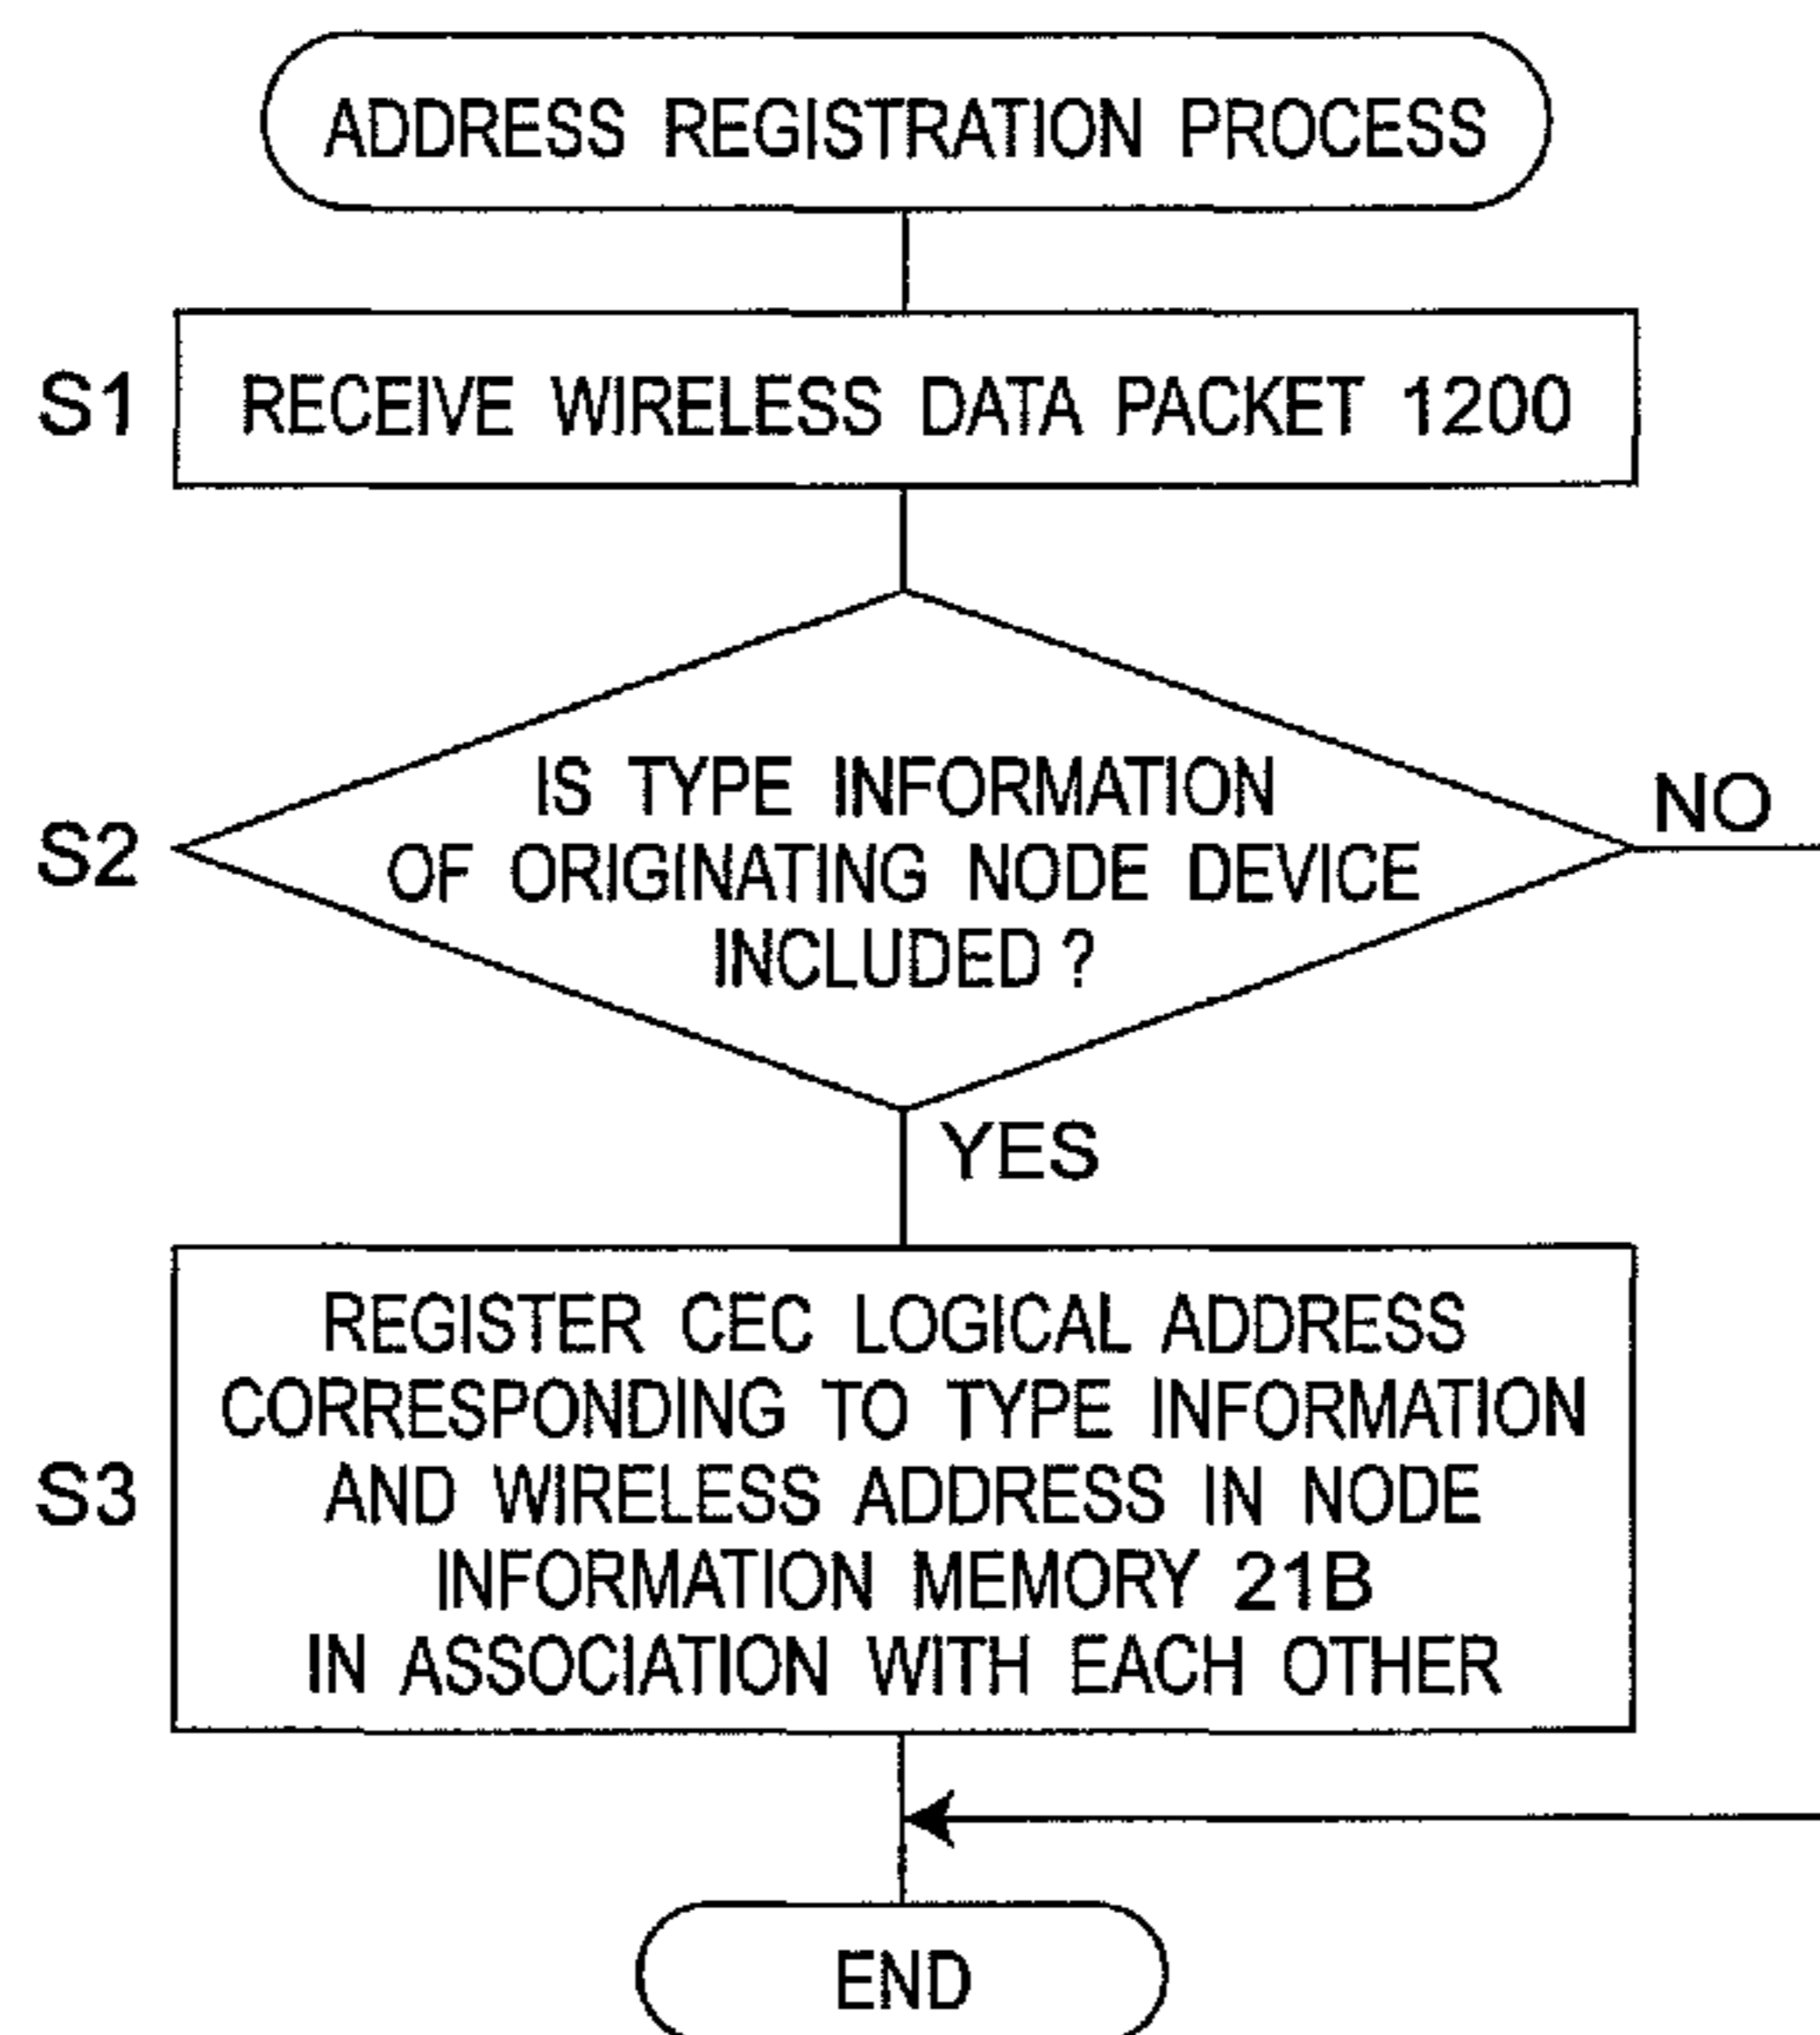 ADDRESS REGISTRATION PROCESS
S1
RECEIVE WIRELESS DATA PACKET 1200
S2
IS TYPE INFORMATION
OF ORIGINATING NODE DEVICE
INCLUDED ?
NO
YES
S3
REGISTER CEC LOGICAL ADDRESS
CORRESPONDING TO TYPE INFORMATION
AND WIRELESS ADDRESS IN NODE
INFORMATION MEMORY 21B
IN ASSOCIATION WITH EACH OTHER
END